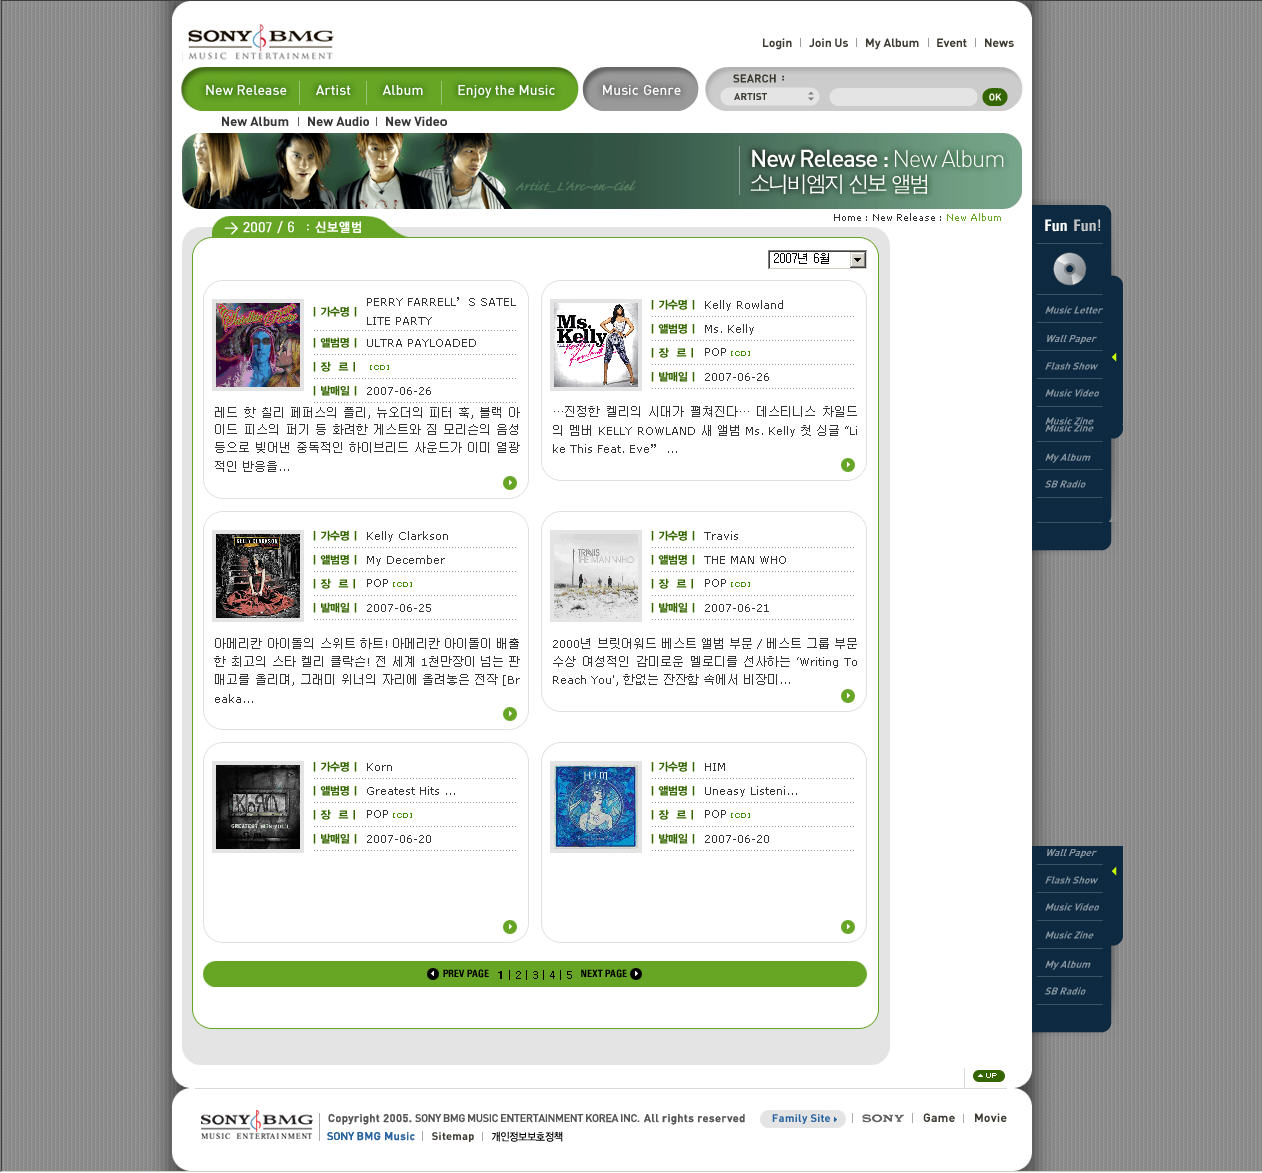 SONY BMG
MUSIC ENTERTAINMENT
Login | Join Us | My Album | Event | News
New Release | Artist | Album | Enjoy the Music
Music Genre
SEARCH :
ARTIST
OK
New Album | New Audio | New Video
Artist_L'Arc~en~Ciel
New Release : New Album
소니비엠지 신보 앨범
Home : New Release : New Album
2007 / 6 : 신보앨범
2007년 6월
| 가수명 | PERRY FARRELL’S SATEL
LITE PARTY
| 앨범명 | ULTRA PAYLOADED
| 장 르 | [CD]
| 발매일 | 2007-06-26
레드 핫 칠리 페퍼스의 플리, 뉴오더의 피터 훅, 블랙 아
이드 피스의 퍼기 등 화려한 게스트와 짐 모리슨의 음성
등으로 빚어낸 중독적인 하이브리드 사운드가 이미 열광
적인 반응을...
Ms.
Kelly
Kelly Rowland
| 가수명 | Kelly Rowland
| 앨범명 | Ms. Kelly
| 장 르 | POP [CD]
| 발매일 | 2007-06-26
…진정한 켈리의 시대가 펼쳐진다… 데스티니스 차일드
의 멤버 KELLY ROWLAND 새 앨범 Ms. Kelly 첫 싱글 “Li
ke This Feat. Eve” ...
KELLY CLARKSON
| 가수명 | Kelly Clarkson
| 앨범명 | My December
| 장 르 | POP [CD]
| 발매일 | 2007-06-25
아메리칸 아이돌의 스위트 하트! 아메리칸 아이돌이 배출
한 최고의 스타 켈리 클락슨! 전 세계 1천만장이 넘는 판
매고를 올리며, 그래미 위너의 자리에 올려놓은 전작 [Br
eaka...
TRAVIS
THE MAN WHO
| 가수명 | Travis
| 앨범명 | THE MAN WHO
| 장 르 | POP [CD]
| 발매일 | 2007-06-21
2000년 브릿어워드 베스트 앨범 부문 / 베스트 그룹 부문
수상 여성적인 감미로운 멜로디를 선사하는 ‘Writing To
Reach You', 한없는 잔잔함 속에서 비장미...
KoRn
GREATEST HITS VOL.1
| 가수명 | Korn
| 앨범명 | Greatest Hits ...
| 장 르 | POP [CD]
| 발매일 | 2007-06-20
HIM
| 가수명 | HIM
| 앨범명 | Uneasy Listeni...
| 장 르 | POP [CD]
| 발매일 | 2007-06-20
PREV PAGE 1 | 2 | 3 | 4 | 5 NEXT PAGE
Fun Fun!
Music Letter
Wall Paper
Flash Show
Music Video
Music Zine
Music Zine
My Album
SB Radio
Wall Paper
Flash Show
Music Video
Music Zine
My Album
SB Radio
UP
SONY BMG
MUSIC ENTERTAINMENT
Copyright 2005. SONY BMG MUSIC ENTERTAINMENT KOREA INC. All rights reserved
SONY BMG Music | Sitemap | 개인정보보호정책
Family Site | SONY | Game | Movie